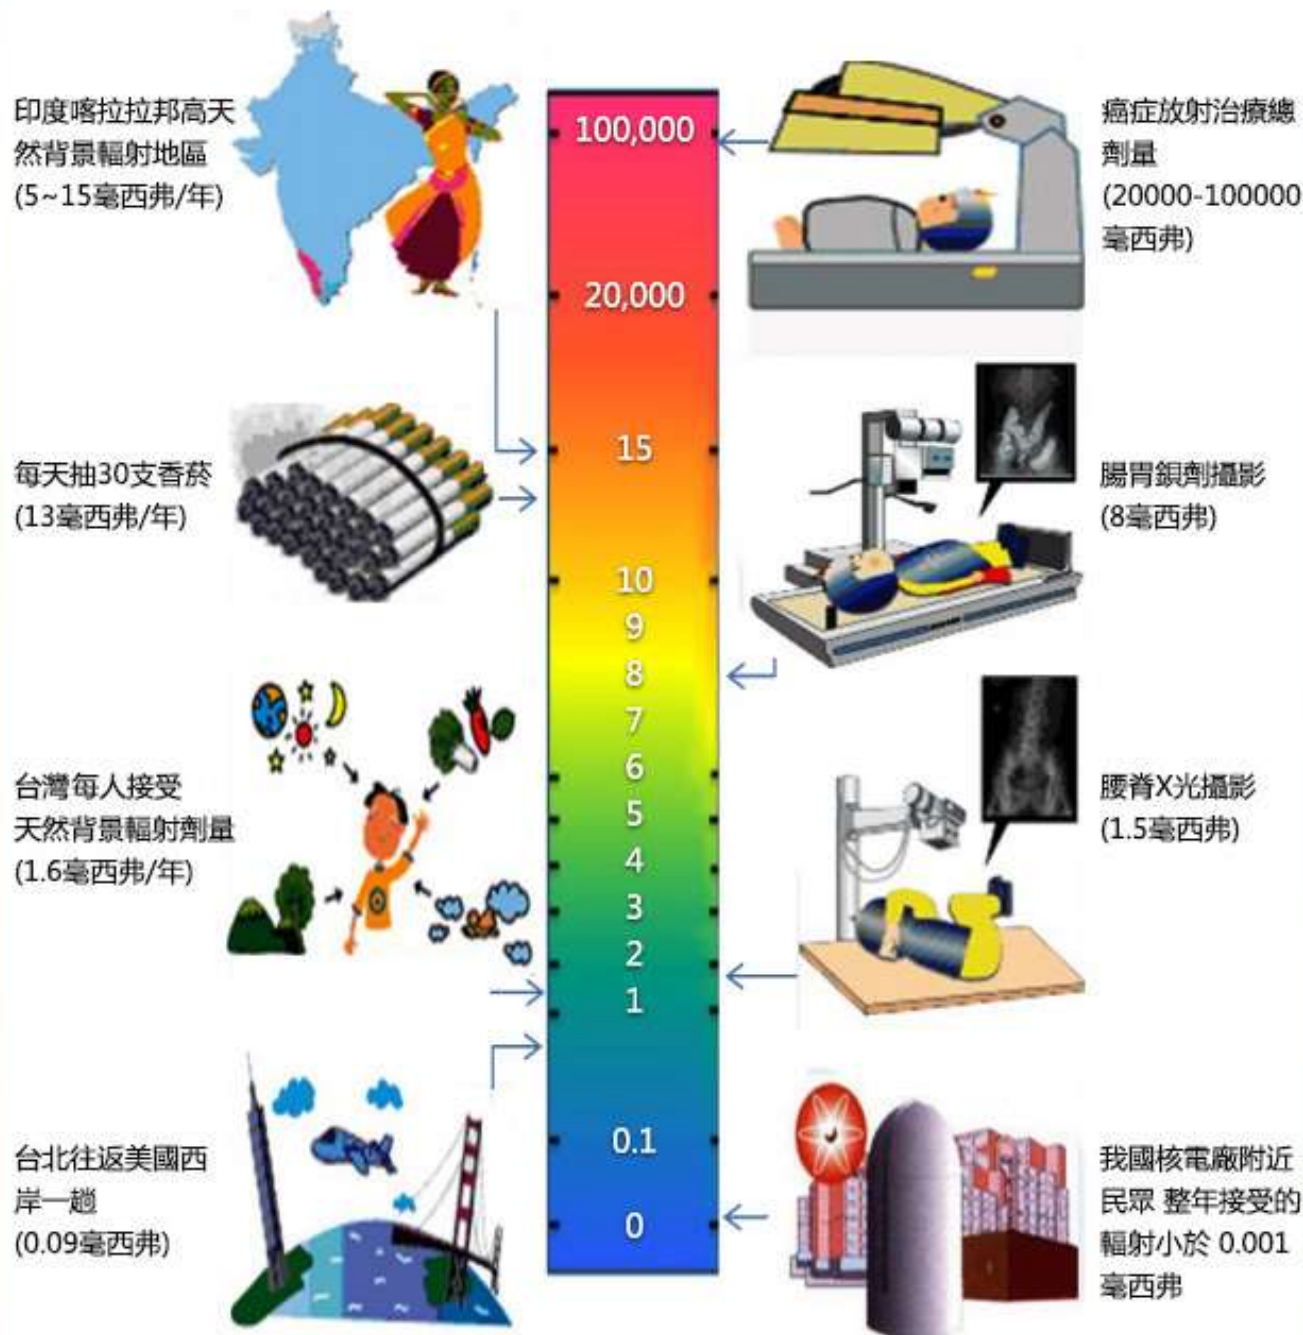 印度喀拉拉邦高天
然背景輻射地區
(5~15毫西弗/年)
每天抽30支香菸
(13毫西弗/年)
台灣每人接受
天然背景輻射劑量
(1.6毫西弗/年)
台北往返美國西
岸一趟
(0.09毫西弗)
100,000
20,000
15
10
9
8
7
6
5
4
3
2
1
0.1
0
癌症放射治療總
劑量
(20000-100000
毫西弗)
腸胃鋇劑攝影
(8毫西弗)
腰脊X光攝影
(1.5毫西弗)
我國核電廠附近
民眾 整年接受的
輻射小於 0.001
毫西弗